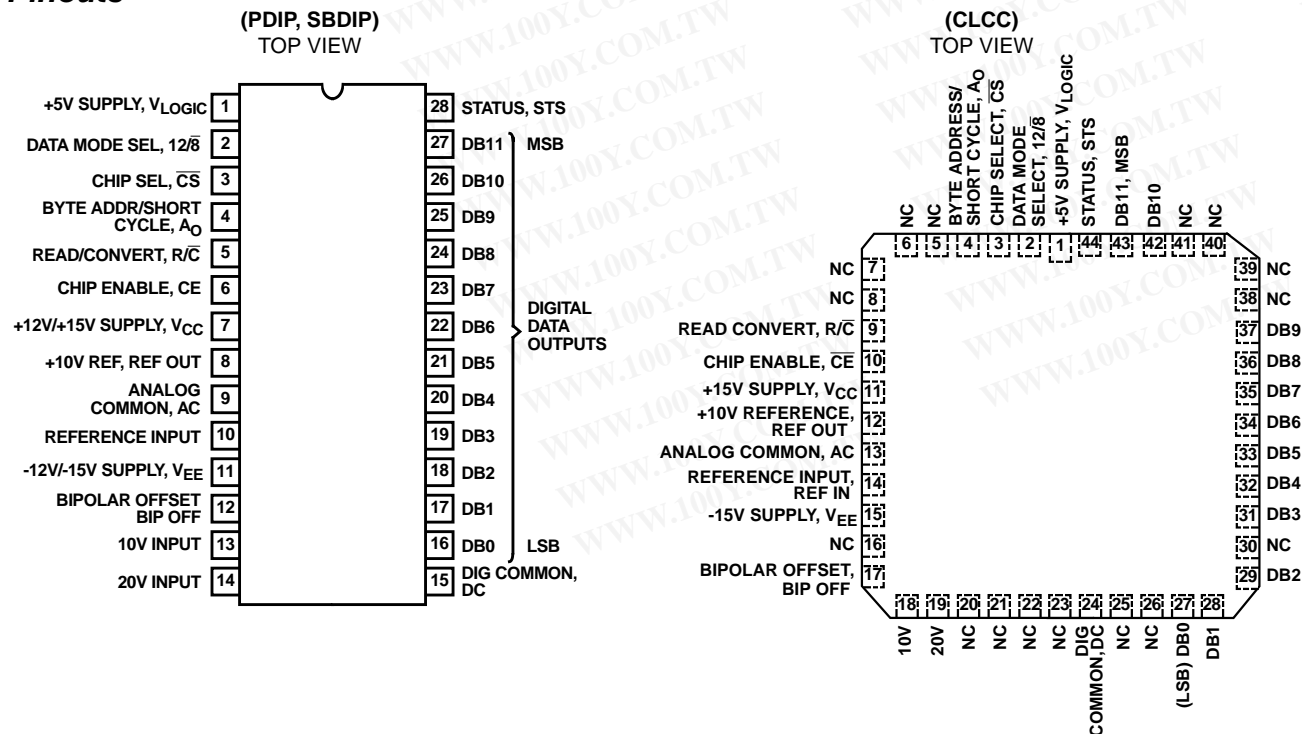 Pinouts
(PDIP, SBDIP)
TOP VIEW
+5V SUPPLY, VLOGIC 1
DATA MODE SEL, 12/8̅ 2
CHIP SEL, C̅S̅ 3
BYTE ADDR/SHORT
CYCLE, AO 4
READ/CONVERT, R/C̅ 5
CHIP ENABLE, CE 6
+12V/+15V SUPPLY, VCC 7
+10V REF, REF OUT 8
ANALOG
COMMON, AC 9
REFERENCE INPUT 10
-12V/-15V SUPPLY, VEE 11
BIPOLAR OFFSET
BIP OFF 12
10V INPUT 13
20V INPUT 14
28 STATUS, STS
27 DB11 MSB
26 DB10
25 DB9
24 DB8
23 DB7
22 DB6
21 DB5
20 DB4
19 DB3
18 DB2
17 DB1
16 DB0 LSB
15 DIG COMMON,
DC
DIGITAL
DATA
OUTPUTS
(CLCC)
TOP VIEW
NC
NC
BYTE ADDRESS/
SHORT CYCLE, AO
CHIP SELECT, C̅S̅
DATA MODE
SELECT, 12/8̅
+5V SUPPLY, VLOGIC
STATUS, STS
DB11, MSB
DB10
NC
NC
6 5 4 3 2 1 44 43 42 41 40
NC 7
NC 8
READ CONVERT, R/C̅ 9
CHIP ENABLE, C̅E̅ 10
+15V SUPPLY, VCC 11
+10V REFERENCE,
REF OUT 12
ANALOG COMMON, AC 13
REFERENCE INPUT,
REF IN 14
-15V SUPPLY, VEE 15
NC 16
BIPOLAR OFFSET,
BIP OFF 17
39 NC
38 NC
37 DB9
36 DB8
35 DB7
34 DB6
33 DB5
32 DB4
31 DB3
30 NC
29 DB2
18 19 20 21 22 23 24 25 26 27 28
10V
20V
NC
NC
NC
NC
DIG
COMMON,DC
NC
NC
(LSB) DB0
DB1
WWW.100Y.COM.TW